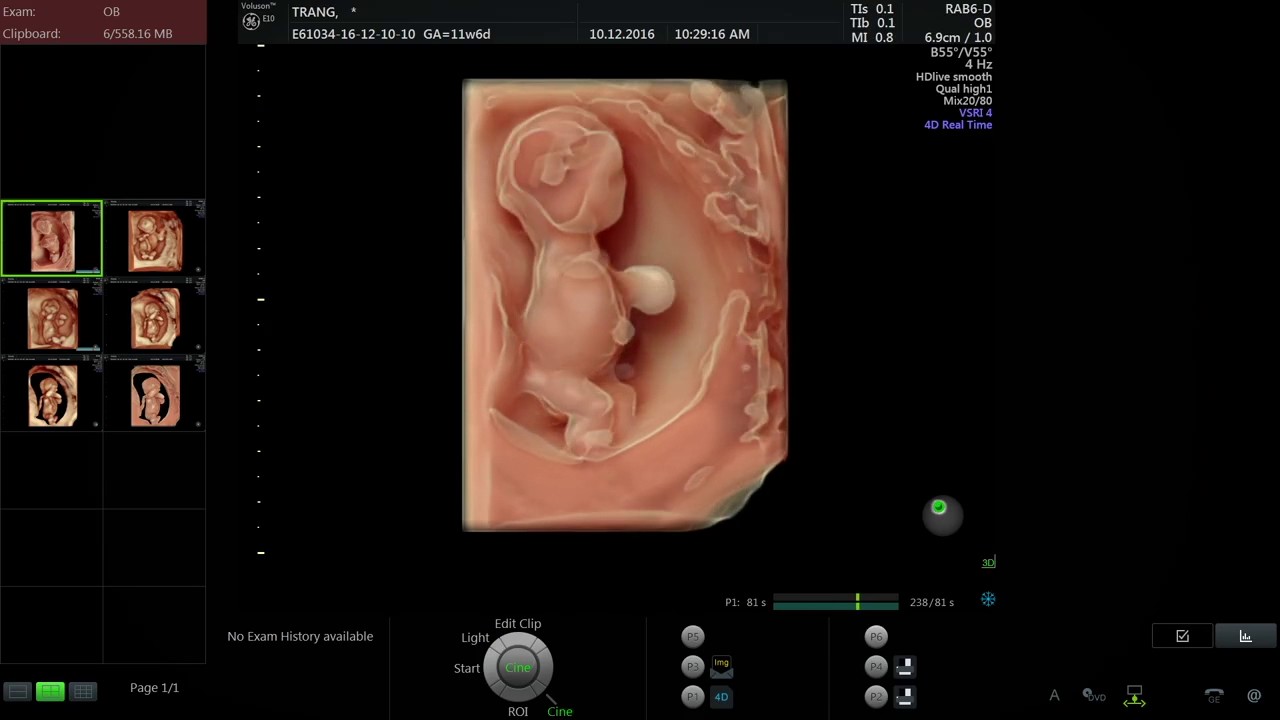 Exam: OB
Clipboard: 6/558.16 MB
Voluson™
E10
TRANG, *
E61034-16-12-10-10 GA=11w6d
10.12.2016 10:29:16 AM
TIs 0.1
TIb 0.1
MI 0.8
RAB6-D
OB
6.9cm / 1.0
B55°/V55°
4 Hz
HDlive smooth
Qual high1
Mix20/80
VSRI 4
4D Real Time
3D
P1: 81 s
238/81 s
No Exam History available
Edit Clip
Light
Start
Cine
ROI
Cine
P5
P3
Img
P1
4D
P6
P4
P2
Page 1/1
A
DVD
GE
@